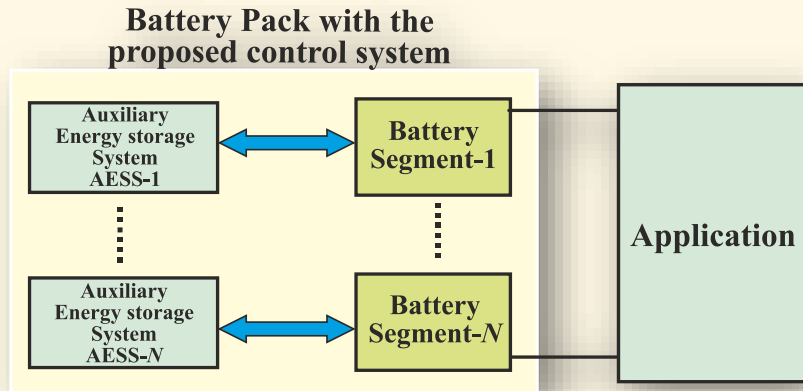 Battery Pack with the
proposed control system
Auxiliary
Energy storage
System
AESS-1
Battery
Segment-1
Application
Auxiliary
Energy storage
System
AESS-N
Battery
Segment-N